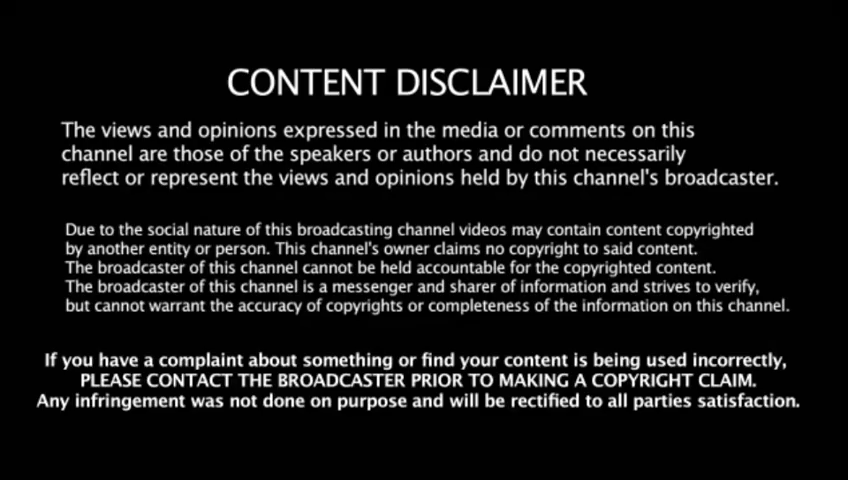 CONTENT DISCLAIMER
The views and opinions expressed in the media or comments on this
channel are those of the speakers or authors and do not necessarily
reflect or represent the views and opinions held by this channel's broadcaster.
Due to the social nature of this broadcasting channel videos may contain content copyrighted
by another entity or person. This channel's owner claims no copyright to said content.
The broadcaster of this channel cannot be held accountable for the copyrighted content.
The broadcaster of this channel is a messenger and sharer of information and strives to verify,
but cannot warrant the accuracy of copyrights or completeness of the information on this channel.
If you have a complaint about something or find your content is being used incorrectly,
PLEASE CONTACT THE BROADCASTER PRIOR TO MAKING A COPYRIGHT CLAIM.
Any infringement was not done on purpose and will be rectified to all parties satisfaction.